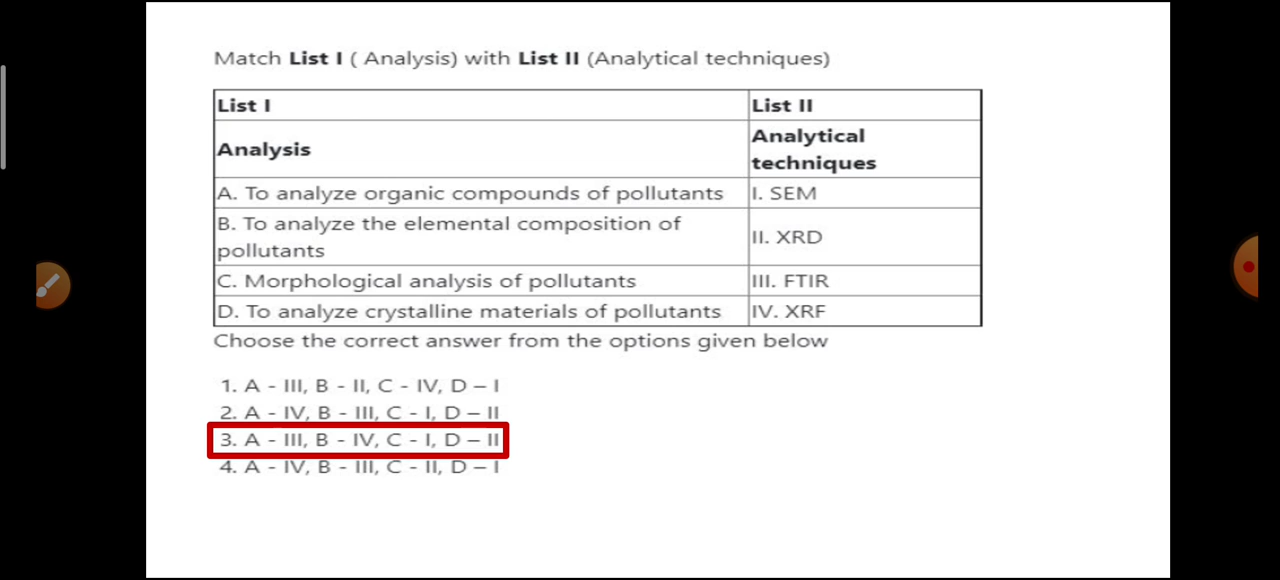 Match List I ( Analysis) with List II (Analytical techniques)
List I
List II
Analysis
Analytical
techniques
A. To analyze organic compounds of pollutants
I. SEM
B. To analyze the elemental composition of
pollutants
II. XRD
C. Morphological analysis of pollutants
III. FTIR
D. To analyze crystalline materials of pollutants
IV. XRF
Choose the correct answer from the options given below
1. A - III, B - II, C - IV, D – I
2. A - IV, B - III, C - I, D – II
3. A - III, B - IV, C - I, D – II
4. A - IV, B - III, C - II, D – I